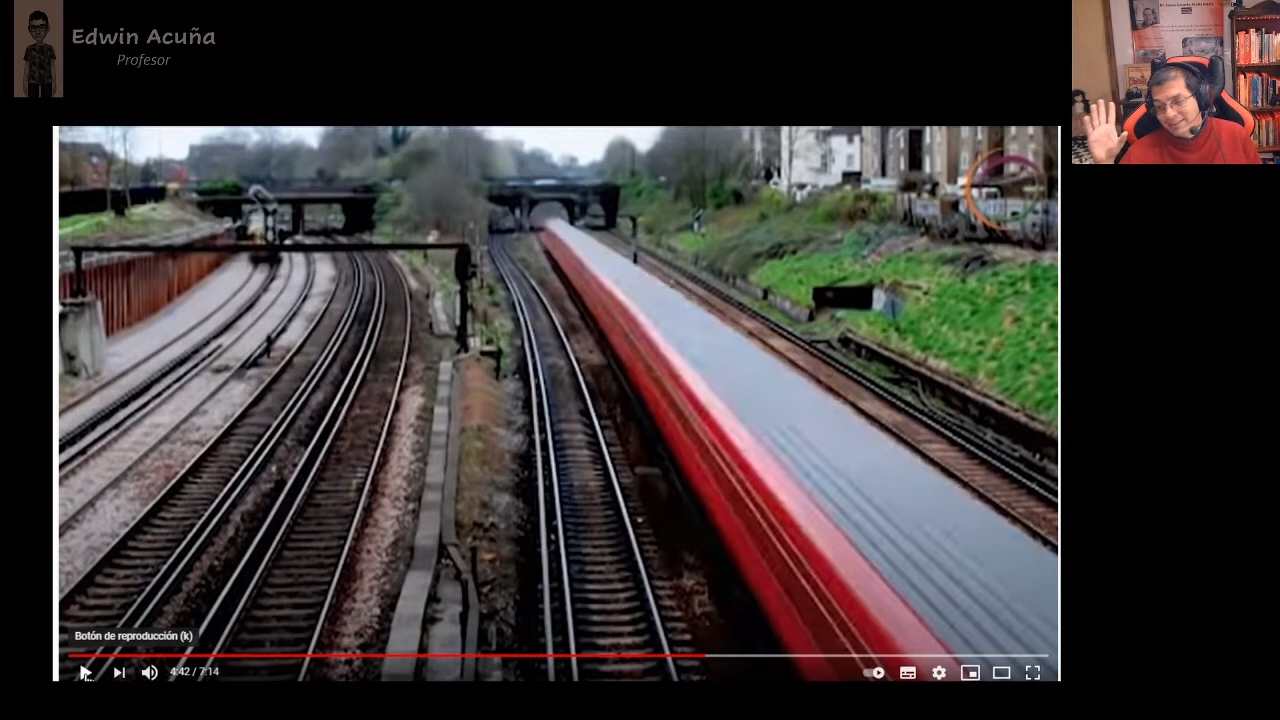 Edwin Acuña
Profesor
Botón de reproducción (k)
4:42 / 7:14